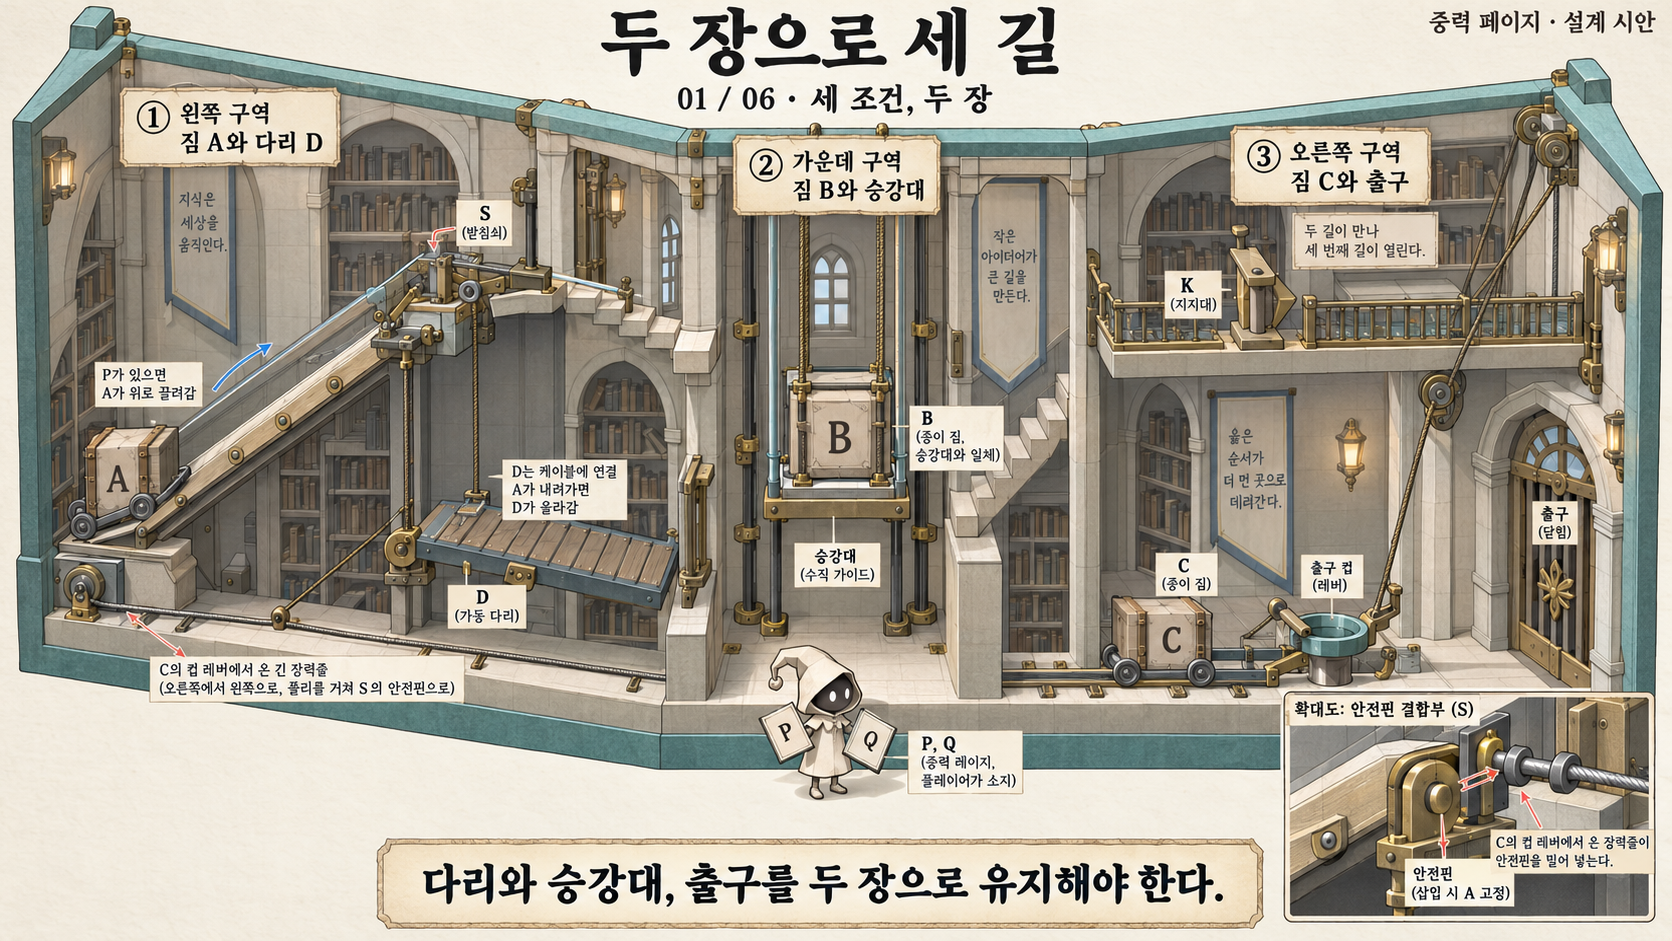 두 장으로 세 길
01 / 06 · 세 조건, 두 장
중력 페이지 · 설계 시안
① 왼쪽 구역
짐 A와 다리 D
지식은
세상을
움직인다.
S
(받침쇠)
P가 있으면
A가 위로 끌려감
A
D는 케이블에 연결
A가 내려가면
D가 올라감
D
(가동 다리)
C의 컵 레버에서 온 긴 장력줄
(오른쪽에서 왼쪽으로, 풀리를 거쳐 S의 안전핀으로)
② 가운데 구역
짐 B와 승강대
작은
아이더어가
큰 길을
만든다.
B
B
(종이 짐,
승강대와 일체)
승강대
(수직 가이드)
P
Q
P, Q
(중력 레이지,
플레이어가 소지)
③ 오른쪽 구역
짐 C와 출구
두 길이 만나
세 번째 길이 열린다.
K
(지지대)
옳은
순서가
더 먼 곳으로
데려간다.
출구
(닫힘)
C
(종이 짐)
출구 컵
(레버)
C
확대도: 안전핀 결합부 (S)
C의 컵 레버에서 온 장력줄이
안전핀을 밀어 넣는다.
안전핀
(삽입 시 A 고정)
다리와 승강대, 출구를 두 장으로 유지해야 한다.